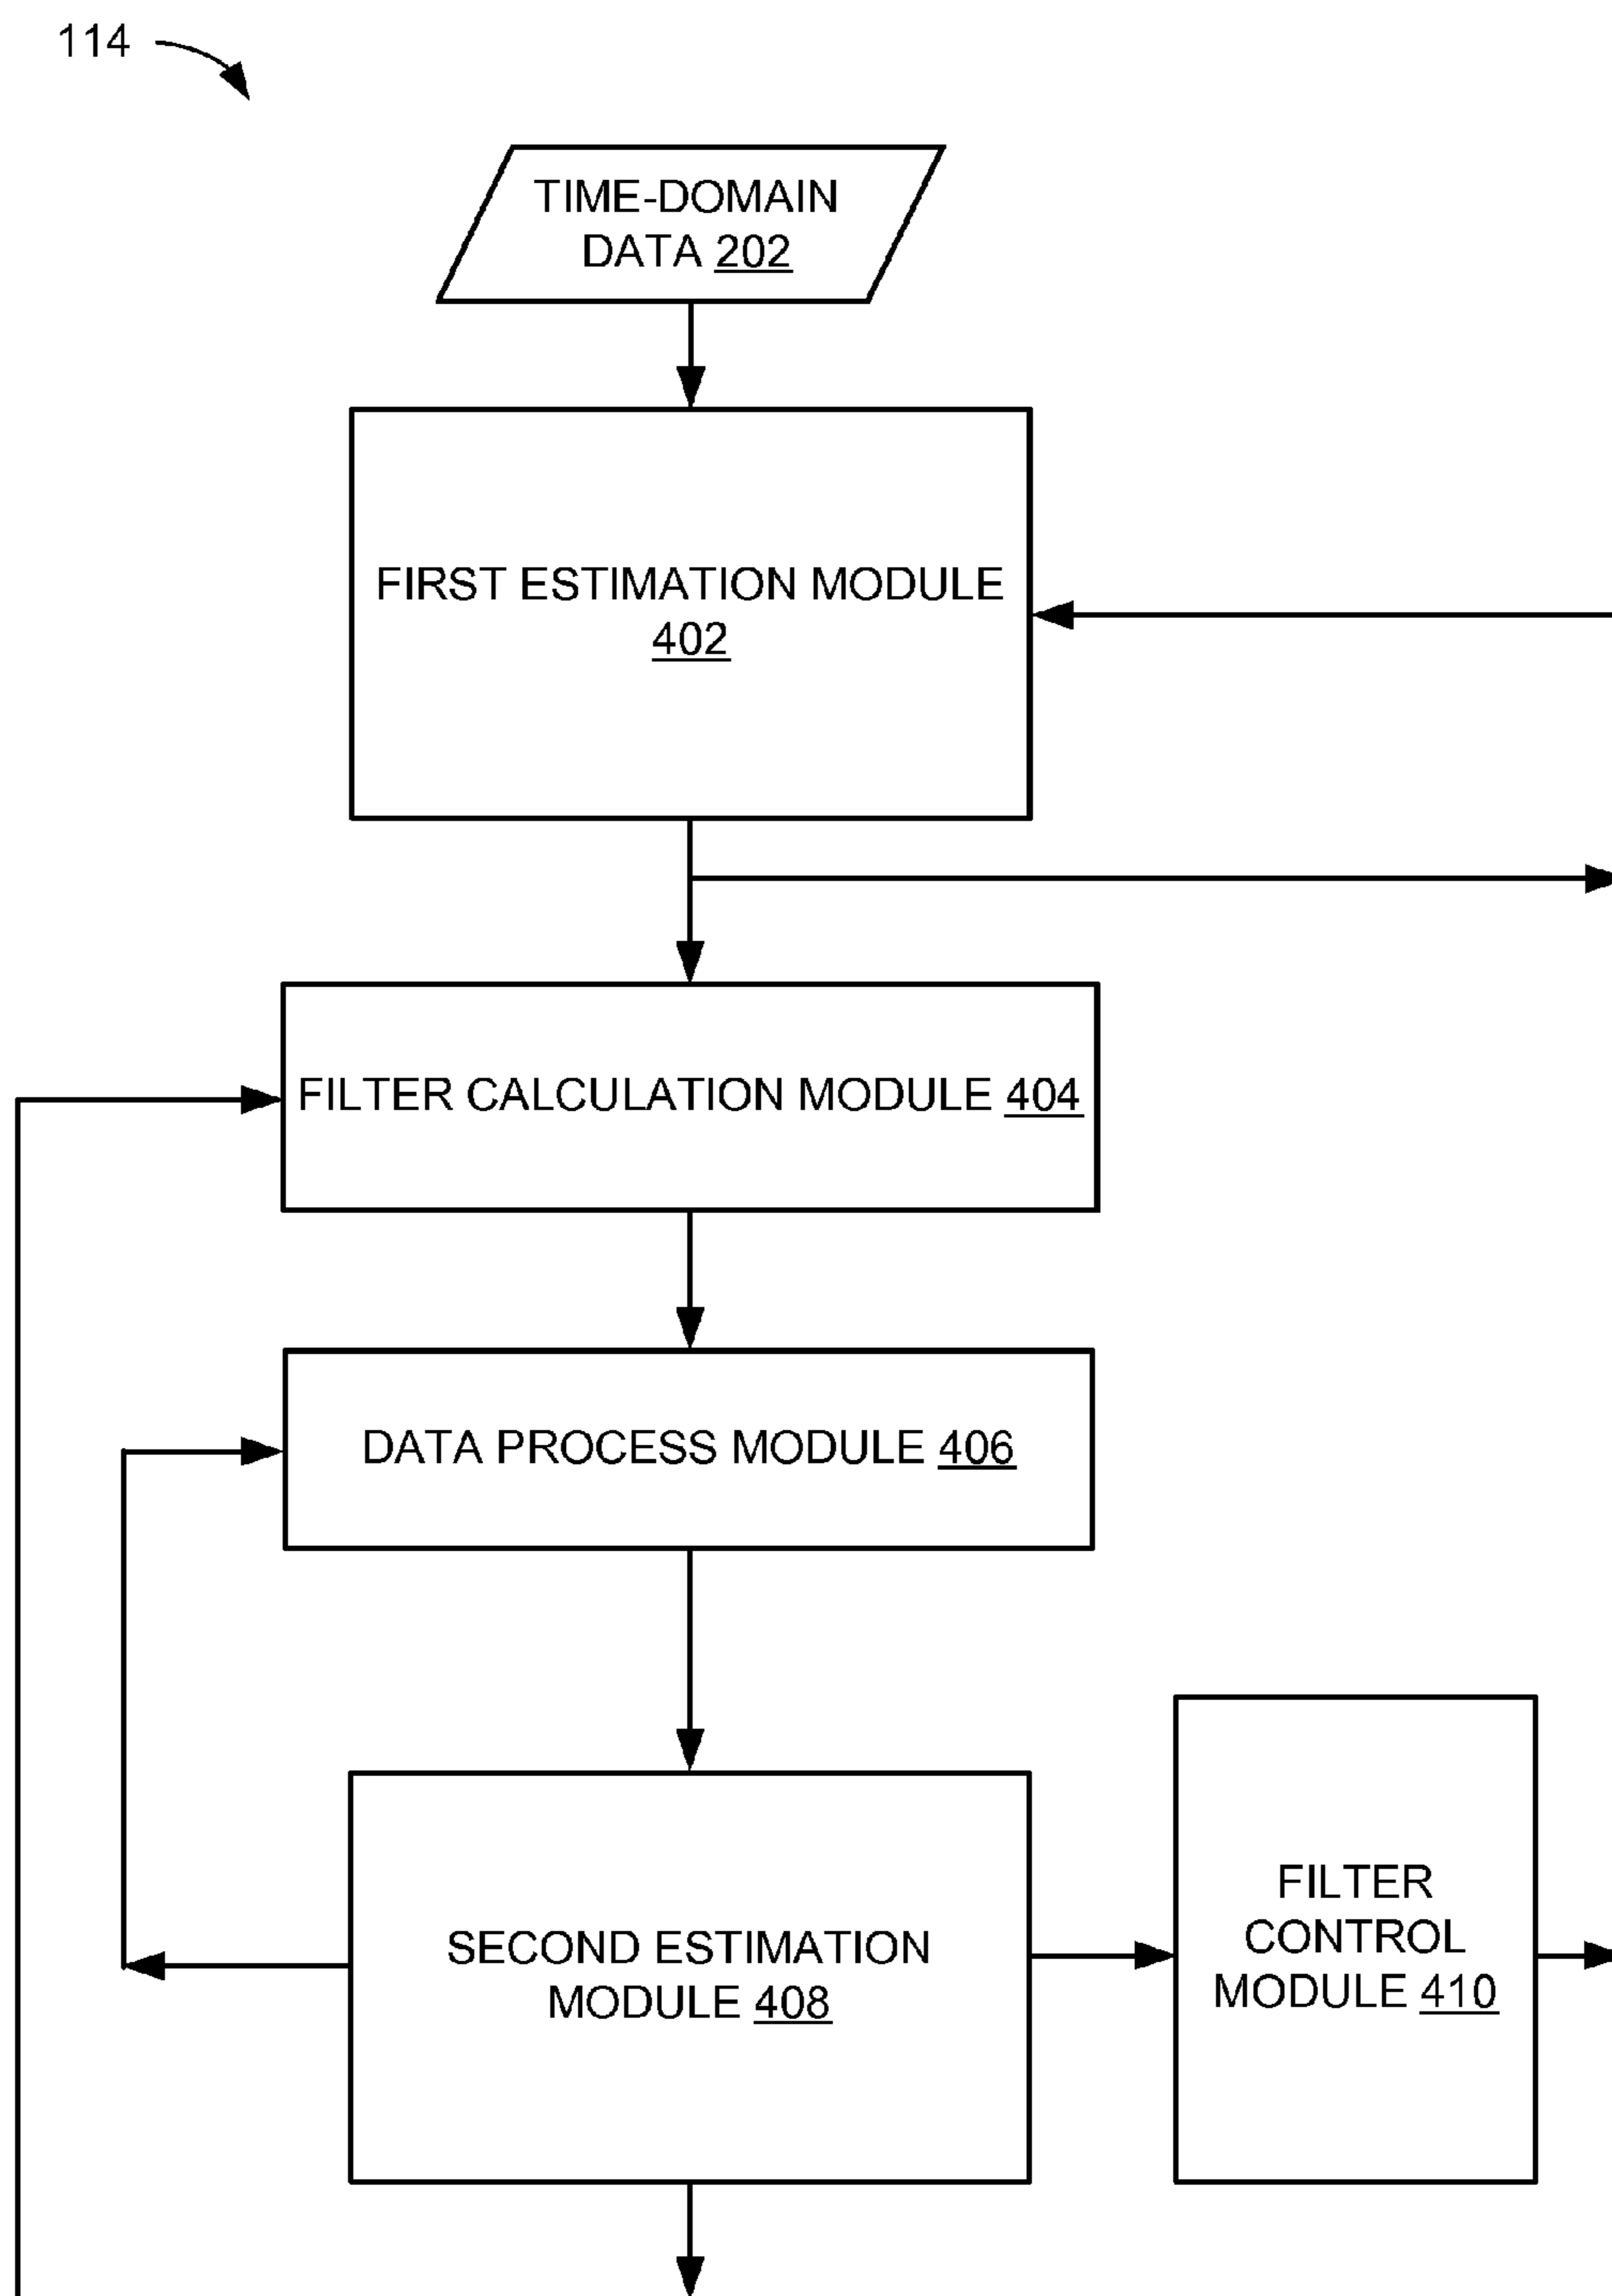 114
TIME-DOMAIN
DATA 202
FIRST ESTIMATION MODULE
402
FILTER CALCULATION MODULE 404
DATA PROCESS MODULE 406
SECOND ESTIMATION
MODULE 408
FILTER
CONTROL
MODULE 410